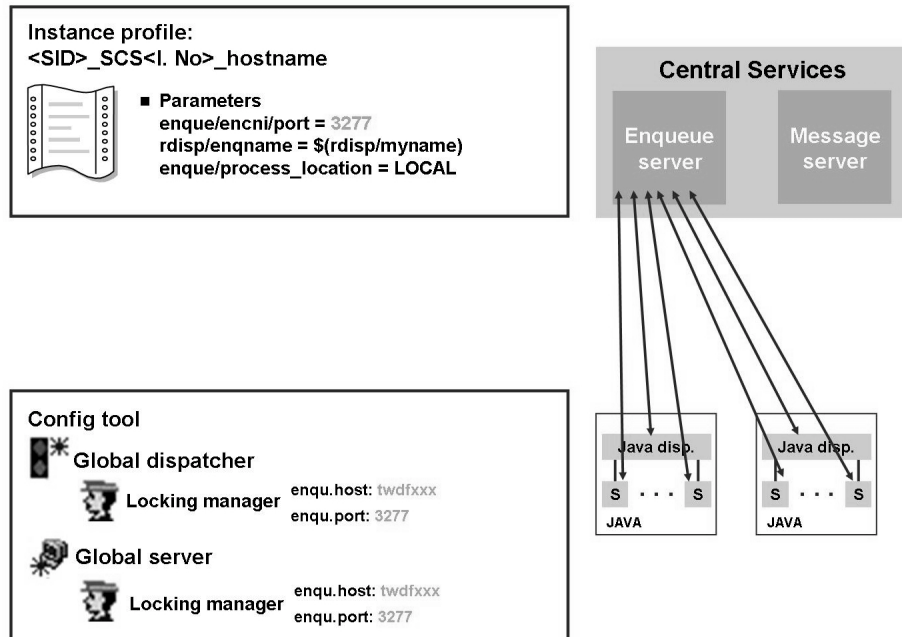 Instance profile:
<SID>_SCS<I. No>_hostname
■ Parameters
enque/encni/port = 3277
rdisp/enqname = $(rdisp/myname)
enque/process_location = LOCAL
Central Services
Enqueue
server
Message
server
Config tool
Global dispatcher
Locking manager
enqu.host: twdfxxx
enqu.port: 3277
Global server
Locking manager
enqu.host: twdfxxx
enqu.port: 3277
Java disp.
S · · · S
JAVA
Java disp.
S · · · S
JAVA